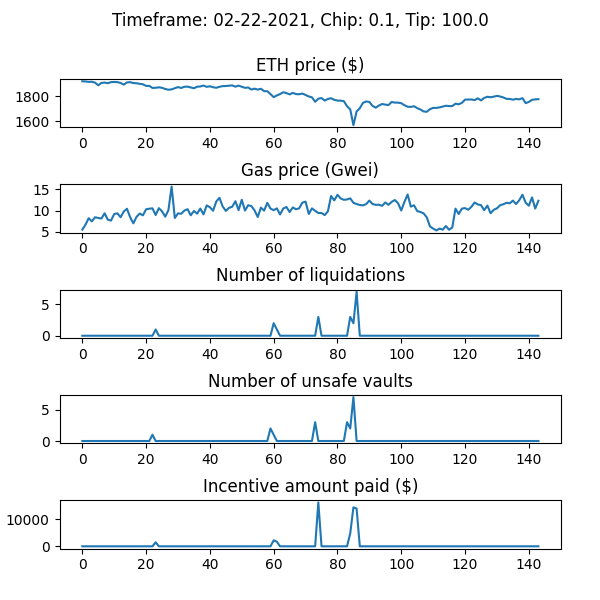 Timeframe: 02-22-2021, Chip: 0.1, Tip: 100.0
ETH price ($)
1800
1600
0 20 40 60 80 100 120 140
Gas price (Gwei)
15
10
5
0 20 40 60 80 100 120 140
Number of liquidations
5
0
0 20 40 60 80 100 120 140
Number of unsafe vaults
5
0
0 20 40 60 80 100 120 140
Incentive amount paid ($)
10000
0
0 20 40 60 80 100 120 140